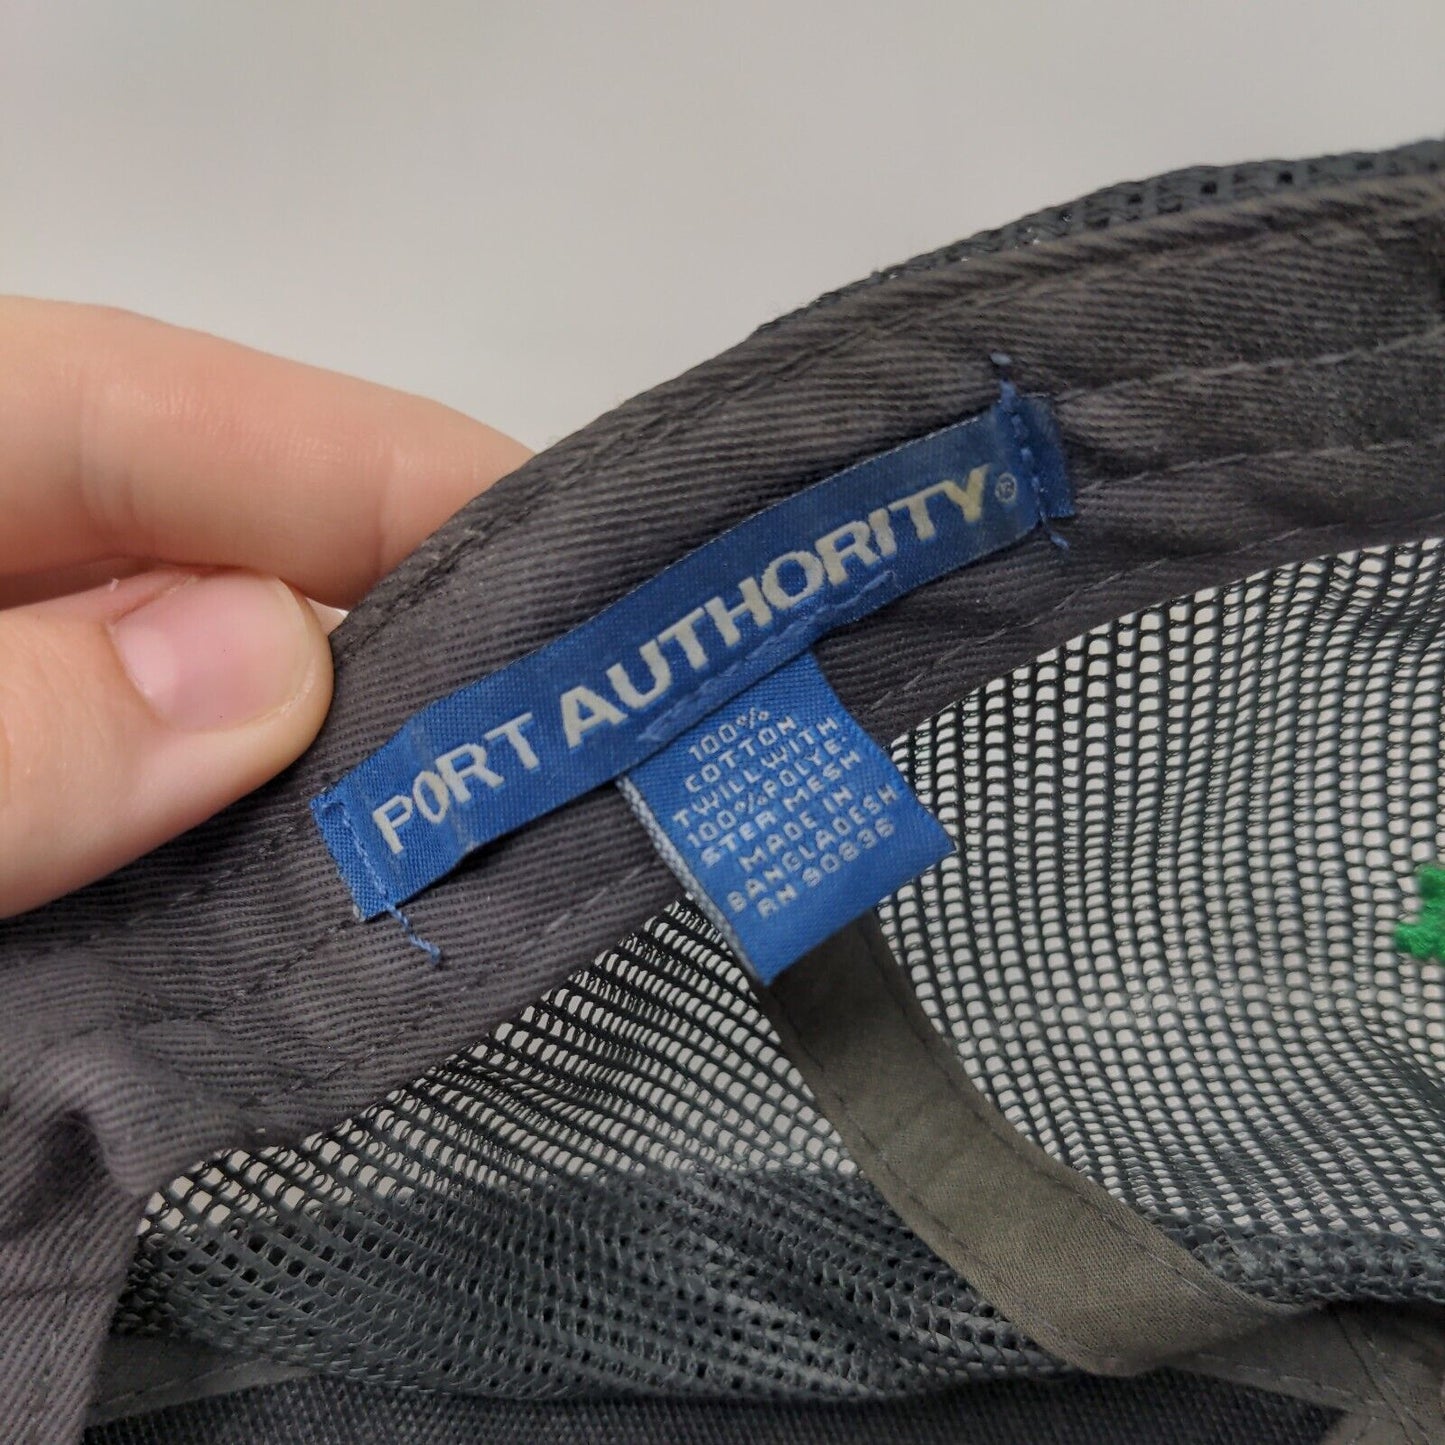 PORT AUTHORITY®
100%
COTTON
TWILL WITH
100% POLYE-
STER MESH
MADE IN
BANGLADESH
RN 90836